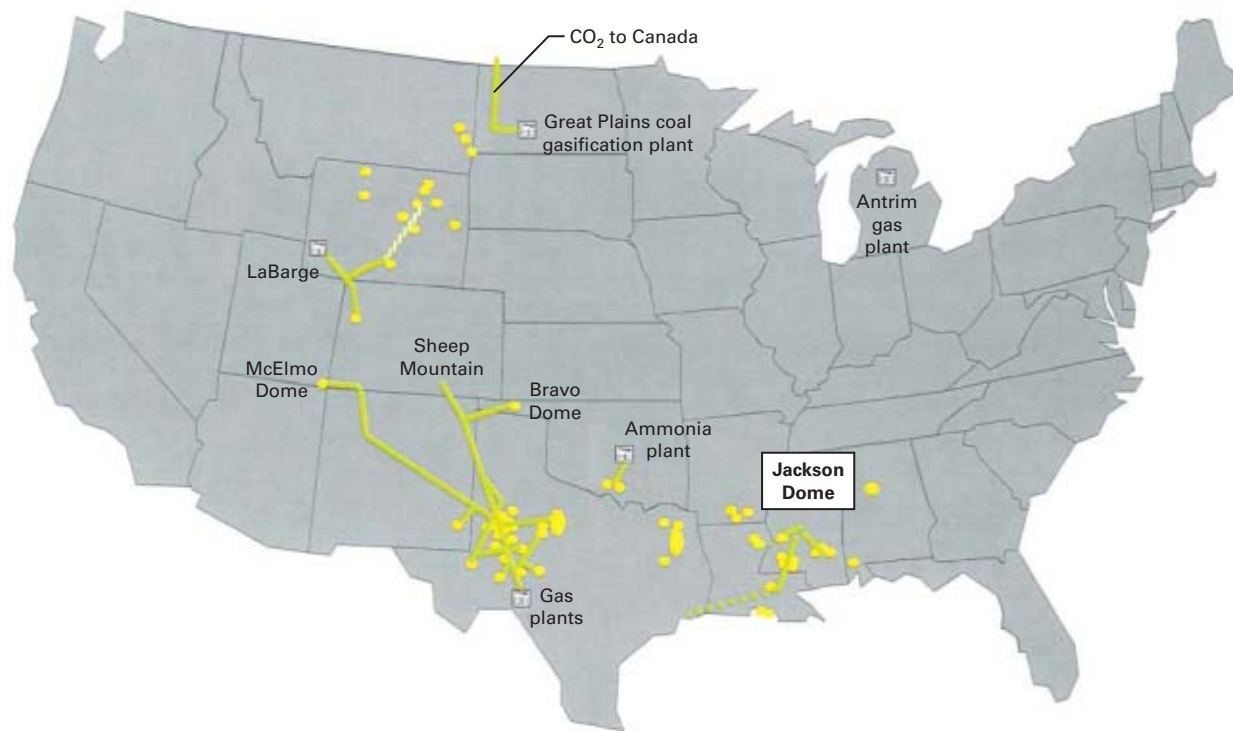 CO2 to Canada
Great Plains coal
gasification plant
Antrim
gas
plant
LaBarge
McElmo
Dome
Sheep
Mountain
Bravo
Dome
Ammonia
plant
Jackson
Dome
Gas
plants